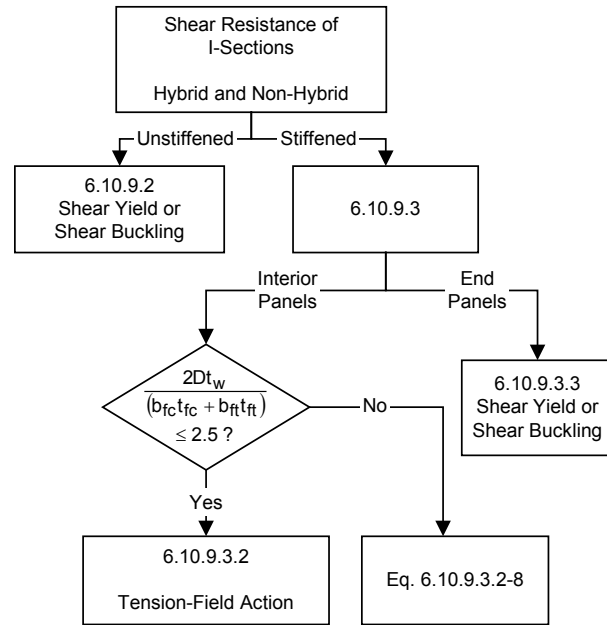 Shear Resistance of
I-Sections
Hybrid and Non-Hybrid
Unstiffened
Stiffened
6.10.9.2
Shear Yield or
Shear Buckling
6.10.9.3
Interior
Panels
End
Panels
2Dt_w
(b_fc t_fc + b_ft t_ft)
≤ 2.5 ?
No
6.10.9.3.3
Shear Yield or
Shear Buckling
Yes
6.10.9.3.2
Tension-Field Action
Eq. 6.10.9.3.2-8